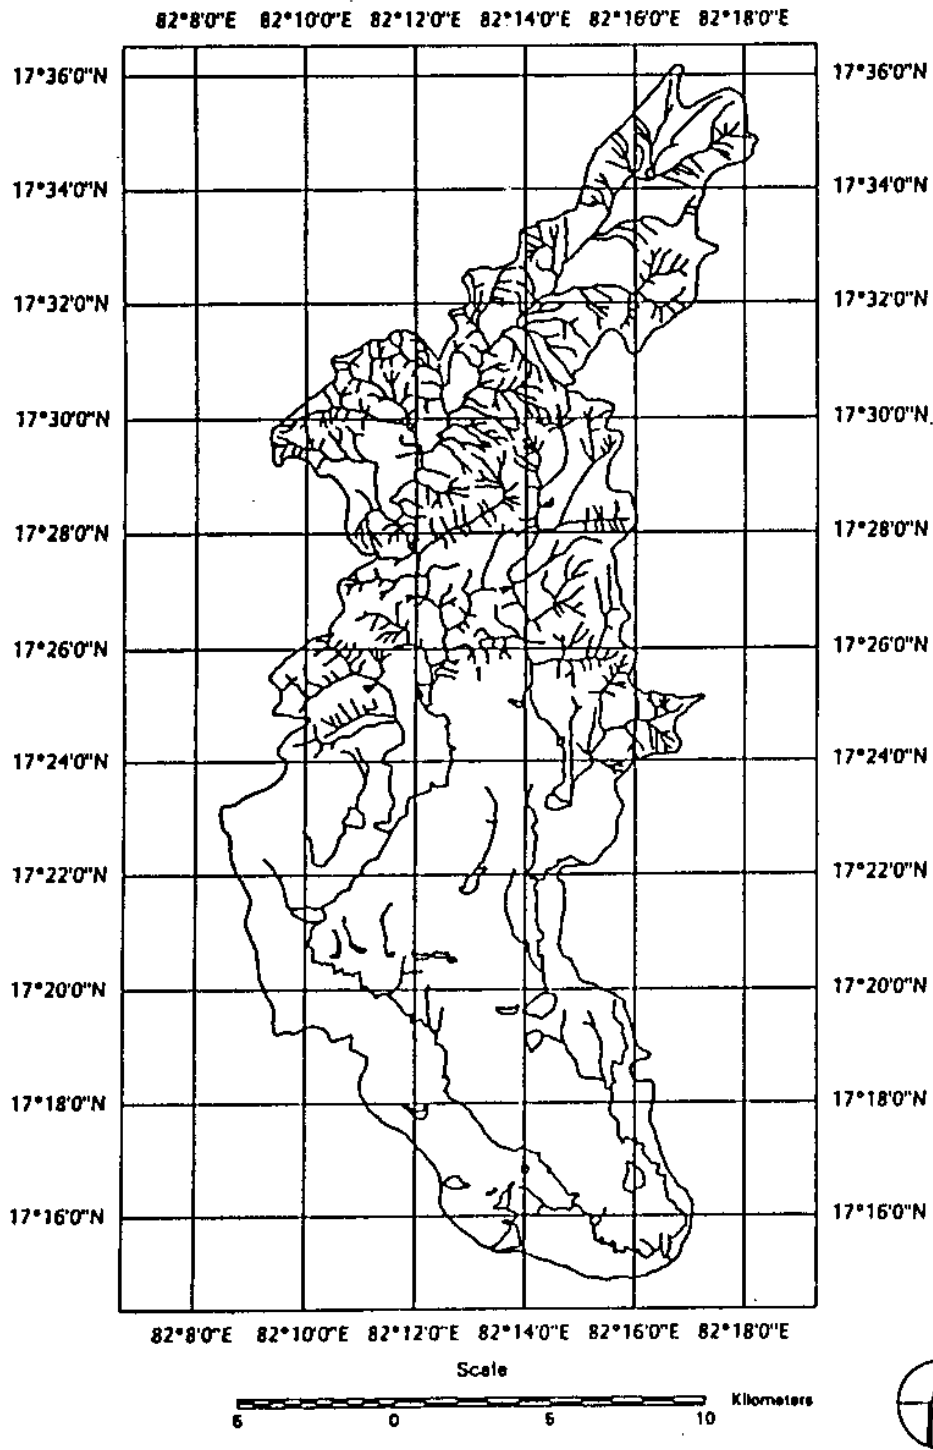 82°8'0"E 82°10'0"E 82°12'0"E 82°14'0"E 82°16'0"E 82°18'0"E
17°36'0"N 17°36'0"N
17°34'0"N 17°34'0"N
17°32'0"N 17°32'0"N
17°30'0"N 17°30'0"N
17°28'0"N 17°28'0"N
17°26'0"N 17°26'0"N
17°24'0"N 17°24'0"N
17°22'0"N 17°22'0"N
17°20'0"N 17°20'0"N
17°18'0"N 17°18'0"N
17°16'0"N 17°16'0"N
82°8'0"E 82°10'0"E 82°12'0"E 82°14'0"E 82°16'0"E 82°18'0"E
Scale
Kilometers
5 0 5 10